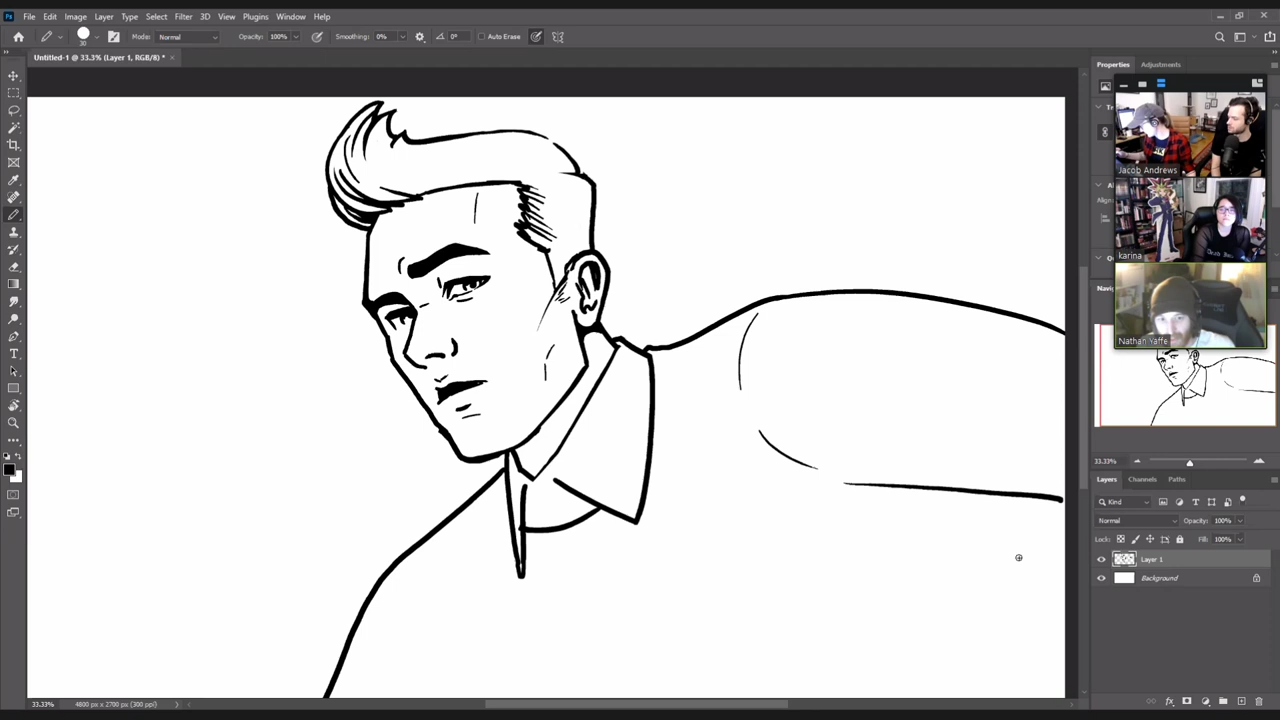 Ps File Edit Image Layer Type Select Filter 3D View Plugins Window Help
30 Mode: Normal Opacity: 100% Smoothing: 0% 0° Auto Erase
Untitled-1 @ 33.3% (Layer 1, RGB/8) *
Properties Adjustments
Jacob Andrews
karina
Nathan Yaffe
33.33%
Layers Channels Paths
Kind
Normal Opacity: 100%
Lock: Fill: 100%
Layer 1
Background
33.33% 4800 px x 2700 px (300 ppi)